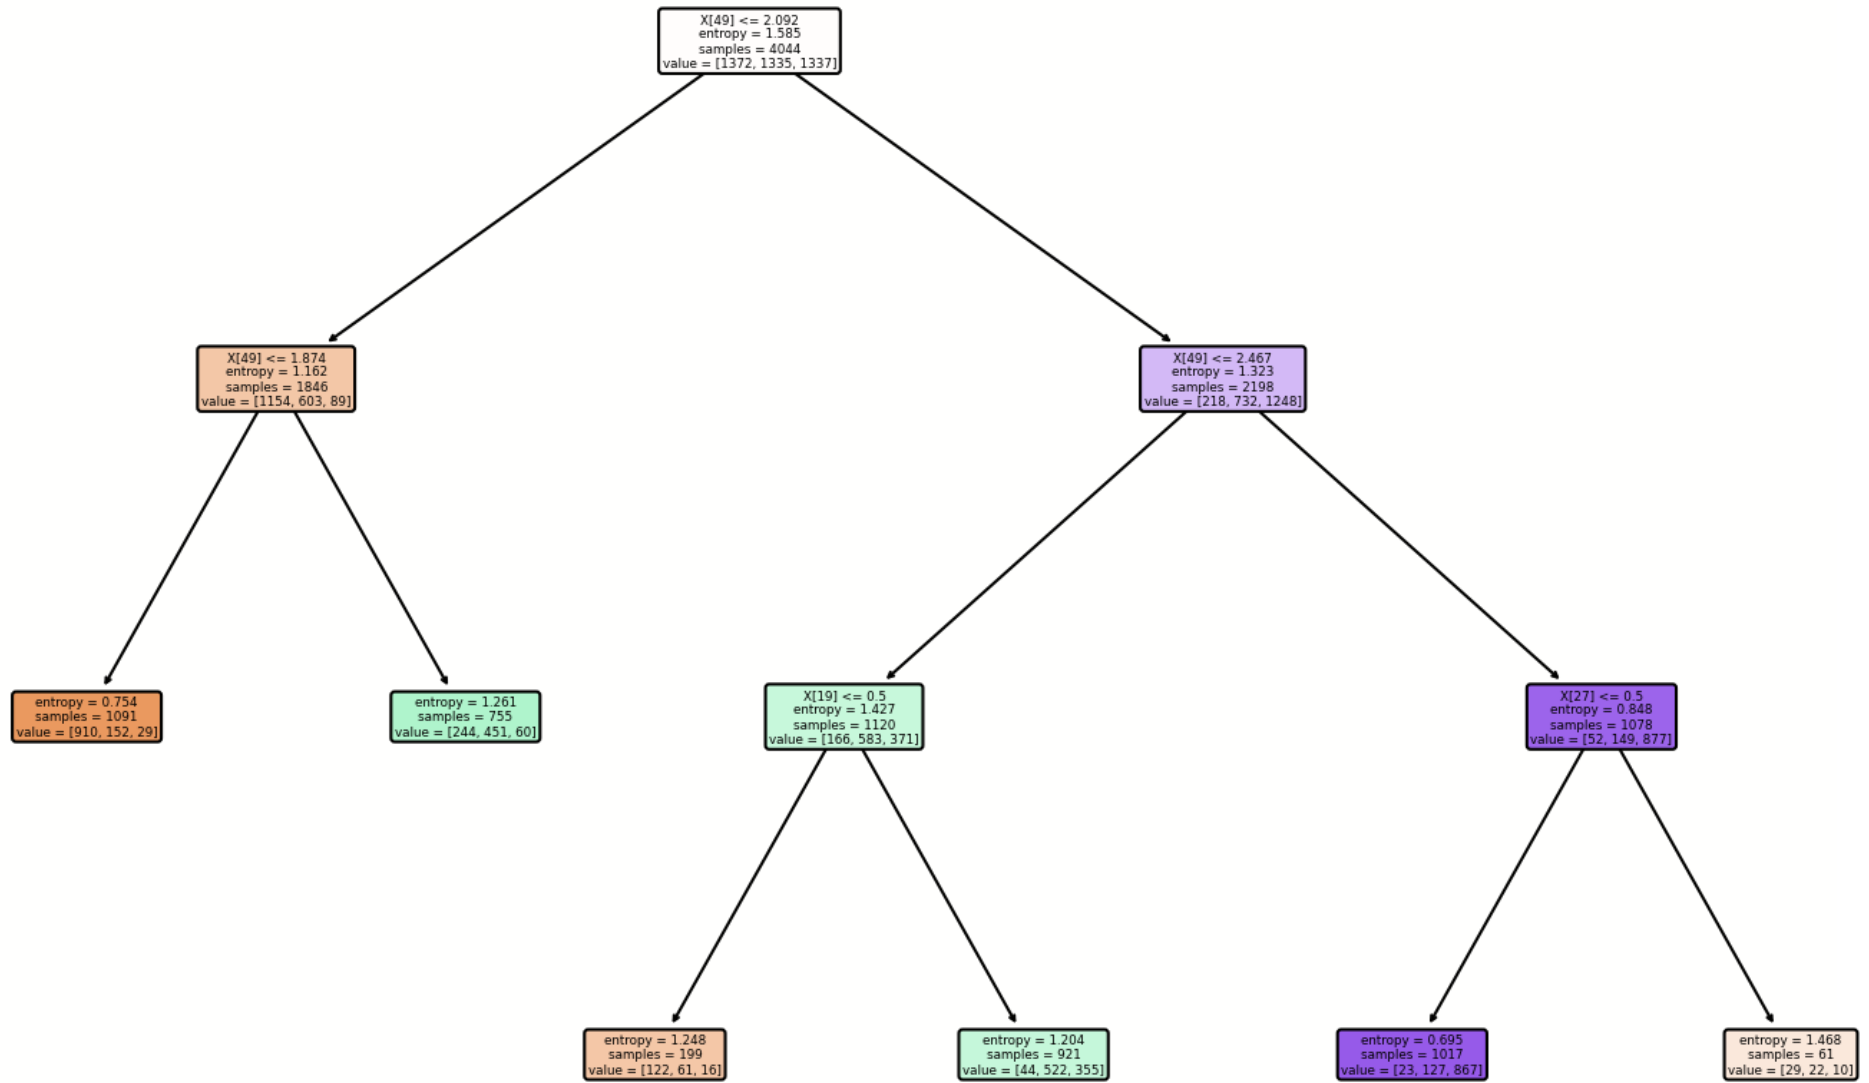 X[49] <= 2.092
entropy = 1.585
samples = 4044
value = [1372, 1335, 1337]
X[49] <= 1.874
entropy = 1.162
samples = 1846
value = [1154, 603, 89]
X[49] <= 2.467
entropy = 1.323
samples = 2198
value = [218, 732, 1248]
entropy = 0.754
samples = 1091
value = [910, 152, 29]
entropy = 1.261
samples = 755
value = [244, 451, 60]
X[19] <= 0.5
entropy = 1.427
samples = 1120
value = [166, 583, 371]
X[27] <= 0.5
entropy = 0.848
samples = 1078
value = [52, 149, 877]
entropy = 1.248
samples = 199
value = [122, 61, 16]
entropy = 1.204
samples = 921
value = [44, 522, 355]
entropy = 0.695
samples = 1017
value = [23, 127, 867]
entropy = 1.468
samples = 61
value = [29, 22, 10]